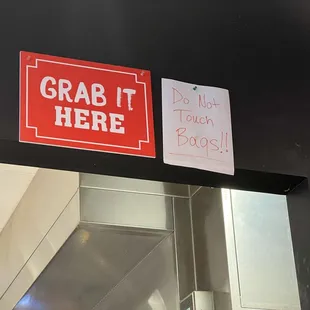 GRAB IT
HERE
Do Not
Touch
Bags!!